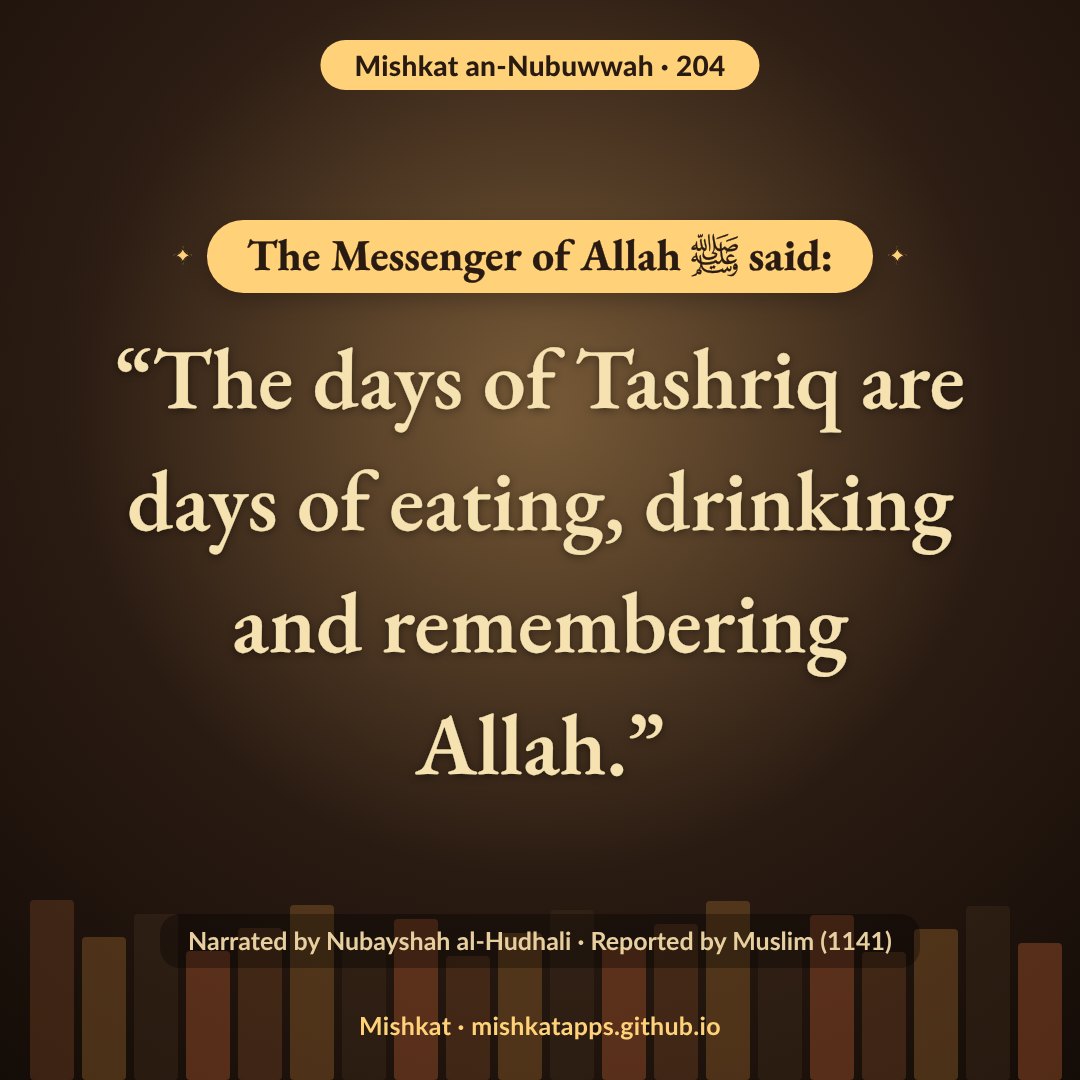 Mishkat an-Nubuwwah · 204
The Messenger of Allah ﷺ said:
“The days of Tashriq are
days of eating, drinking
and remembering
Allah.”
Narrated by Nubayshah al-Hudhali · Reported by Muslim (1141)
Mishkat · mishkatapps.github.io